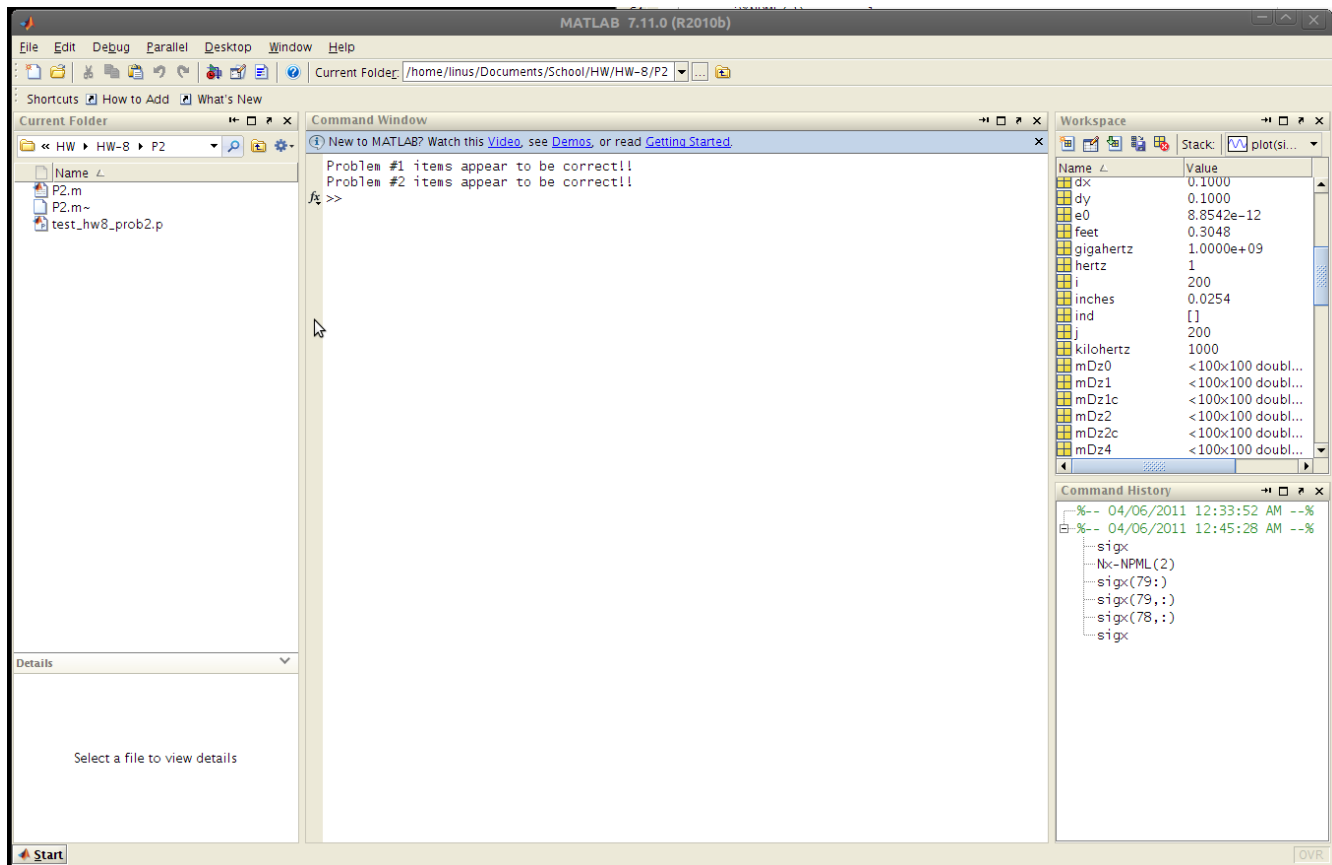 MATLAB 7.11.0 (R2010b)
File Edit Debug Parallel Desktop Window Help
Current Folder: /home/linus/Documents/School/HW/HW-8/P2 ...
Shortcuts How to Add What's New
Current Folder
« HW HW-8 P2
Name
P2.m
P2.m~
test_hw8_prob2.p
Details
Select a file to view details
Command Window
New to MATLAB? Watch this Video, see Demos, or read Getting Started.
Problem #1 items appear to be correct!!
Problem #2 items appear to be correct!!
fx >>
Workspace
Stack: plot(si...
Name Value
dx 0.1000
dy 0.1000
e0 8.8542e-12
feet 0.3048
gigahertz 1.0000e+09
hertz 1
i 200
inches 0.0254
ind []
j 200
kilohertz 1000
mDz0 <100x100 doubl...
mDz1 <100x100 doubl...
mDz1c <100x100 doubl...
mDz2 <100x100 doubl...
mDz2c <100x100 doubl...
mDz4 <100x100 doubl...
Command History
%-- 04/06/2011 12:33:52 AM --%
%-- 04/06/2011 12:45:28 AM --%
sigx
Nx-NPML(2)
sigx(79:)
sigx(79,:)
sigx(78,:)
sigx
Start
OVR